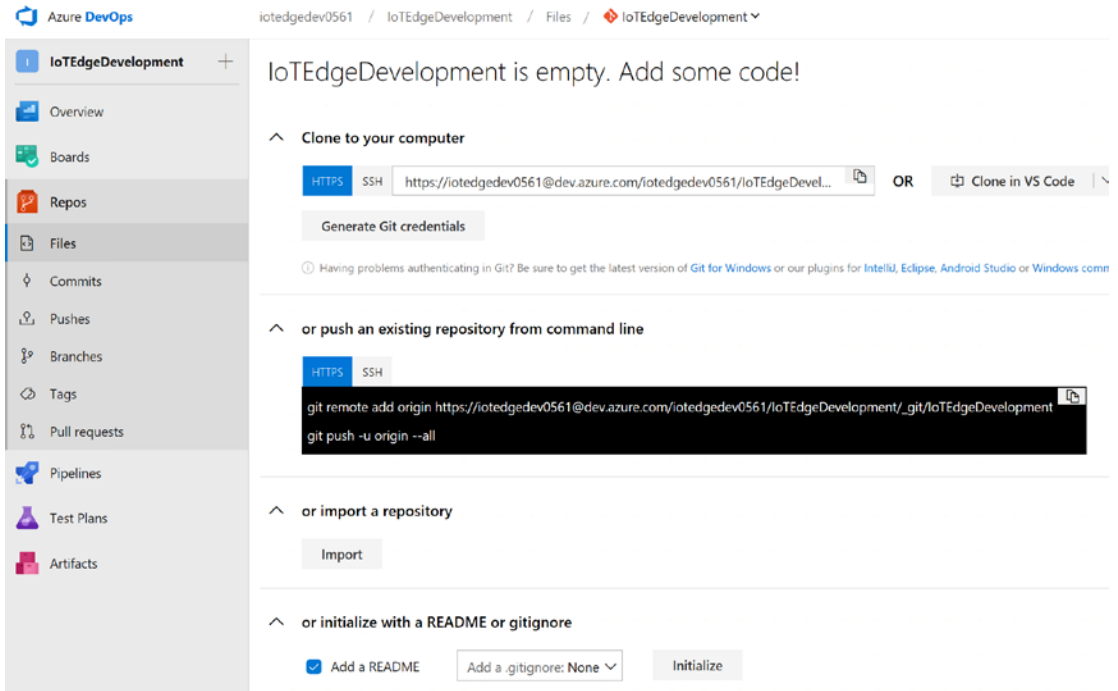 Azure DevOps
iotedgedev0561 / IoTEdgeDevelopment / Files / IoTEdgeDevelopment
I IoTEdgeDevelopment
Overview
Boards
Repos
Files
Commits
Pushes
Branches
Tags
Pull requests
Pipelines
Test Plans
Artifacts
IoTEdgeDevelopment is empty. Add some code!
Clone to your computer
HTTPS SSH https://iotedgedev0561@dev.azure.com/iotedgedev0561/IoTEdgeDevel... OR Clone in VS Code
Generate Git credentials
Having problems authenticating in Git? Be sure to get the latest version of Git for Windows or our plugins for IntelliJ, Eclipse, Android Studio or Windows comm
or push an existing repository from command line
HTTPS SSH
git remote add origin https://iotedgedev0561@dev.azure.com/iotedgedev0561/IoTEdgeDevelopment/_git/IoTEdgeDevelopment
git push -u origin --all
or import a repository
Import
or initialize with a README or gitignore
Add a README Add a .gitignore: None Initialize